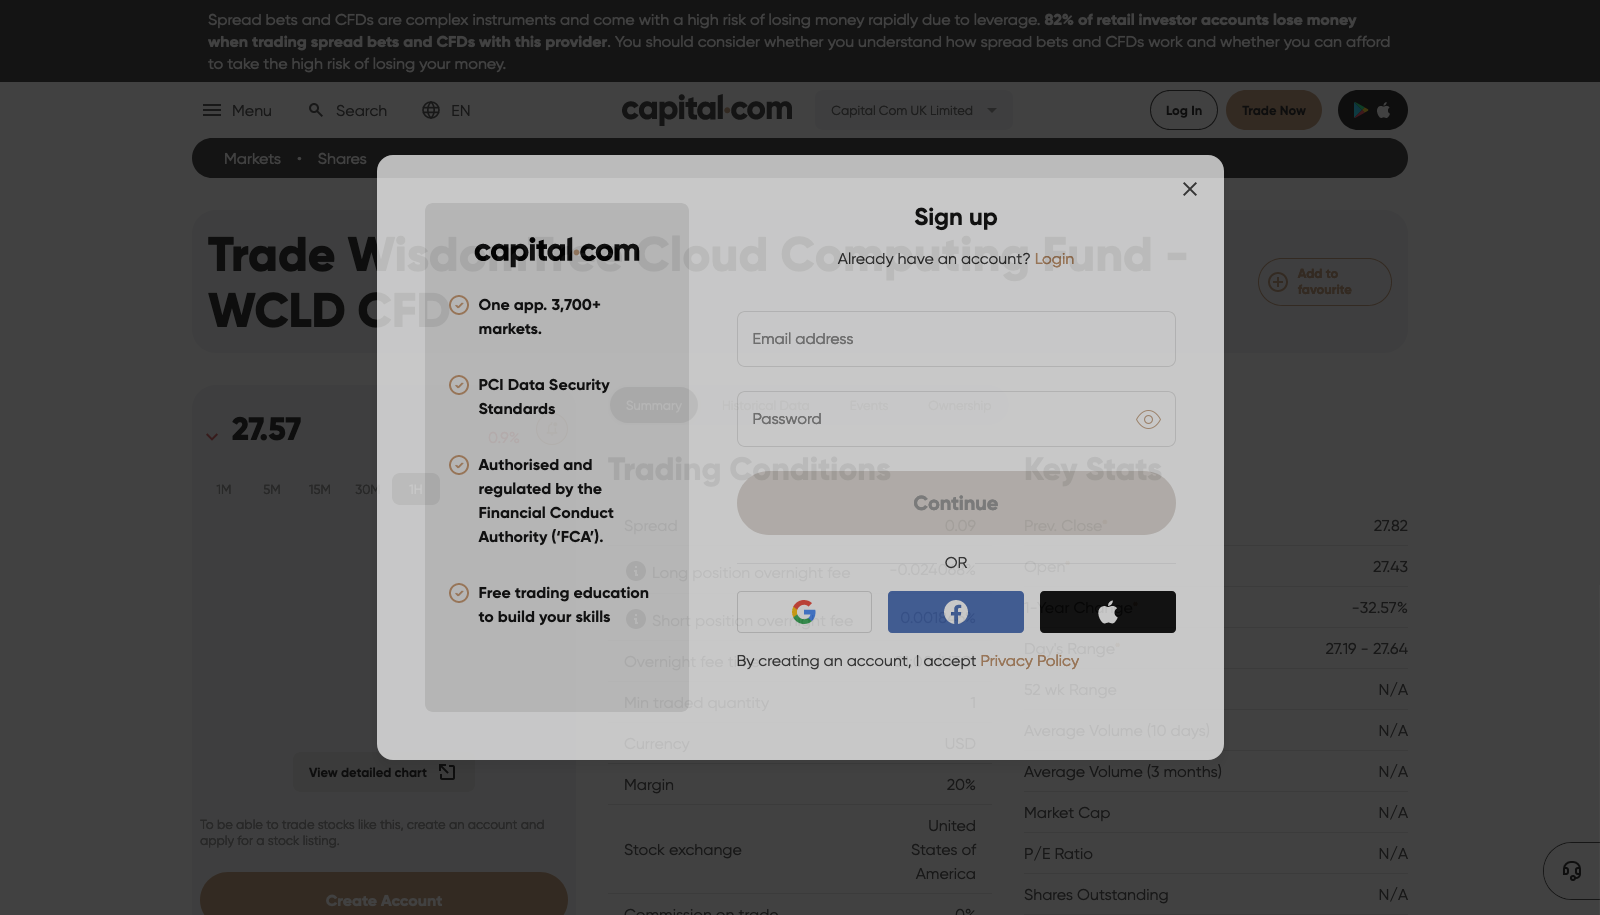 Spread bets and CFDs are complex instruments and come with a high risk of losing money rapidly due to leverage. 82% of retail investor accounts lose money
when trading spread bets and CFDs with this provider. You should consider whether you understand how spread bets and CFDs work and whether you can afford
to take the high risk of losing your money.
Menu
Search
EN
capital.com
Capital Com UK Limited
Log In
Trade Now
Markets
Shares
Trade WisdomTree Cloud Computing Fund -
WCLD CFD
Add to
favourite
Sign up
Already have an account? Login
capital.com
One app. 3,700+
markets.
PCI Data Security
Standards
Authorised and
regulated by the
Financial Conduct
Authority (‘FCA’).
Free trading education
to build your skills
Email address
Password
Continue
OR
By creating an account, I accept Privacy Policy
27.57
0.9%
1M
5M
15M
30M
1H
View detailed chart
To be able to trade stocks like this, create an account and
apply for a stock listing.
Create Account
Summary
Historical Data
Events
Ownership
Trading Conditions
Spread 0.09
Long position overnight fee
Short position overnight fee
Overnight fee
Min traded quantity 1
Currency USD
Margin 20%
Stock exchange United
States of
America
Commission on trade 0%
Key Stats
Prev. Close* 27.82
Open* 27.43
1-Year Change* -32.57%
Day's Range* 27.19 - 27.64
52 wk Range N/A
Average Volume (10 days) N/A
Average Volume (3 months) N/A
Market Cap N/A
P/E Ratio N/A
Shares Outstanding N/A